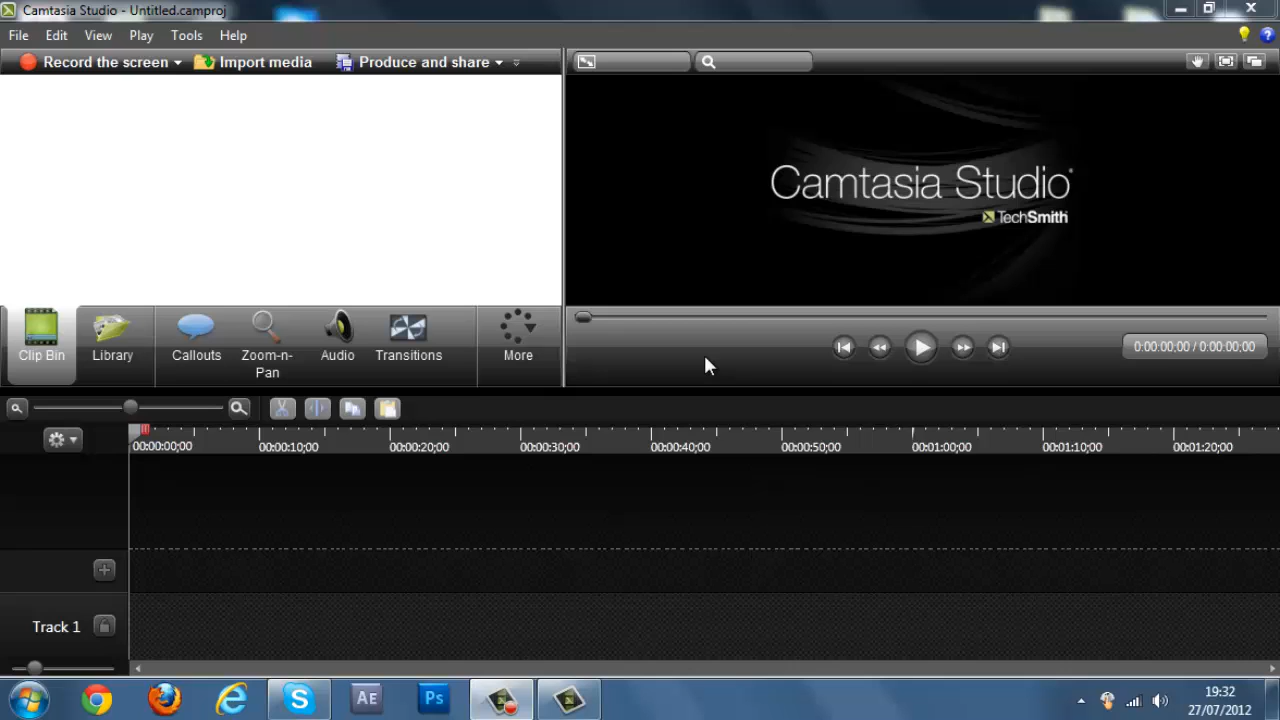 Camtasia Studio - Untitled.camproj
File Edit View Play Tools Help
Record the screen Import media Produce and share
Camtasia Studio
TechSmith
Clip Bin Library Callouts Zoom-n-Pan Audio Transitions More
0:00:00;00 / 0:00:00;00
00:00:00;00 00:00:10;00 00:00:20;00 00:00:30;00 00:00:40;00 00:00:50;00 00:01:00;00 00:01:10;00 00:01:20;00
Track 1
AE Ps
19:32
27/07/2012